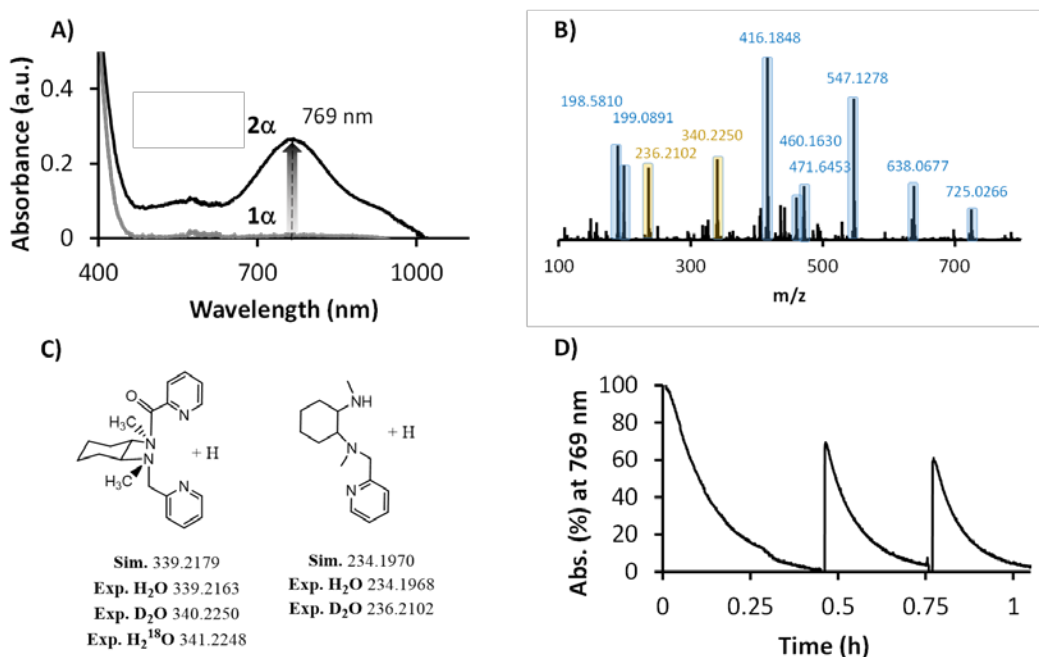 A)
Absorbance (a.u.)
0.4
0.2
0
2α
769 nm
1α
400
700
1000
Wavelength (nm)
B)
416.1848
547.1278
198.5810
199.0891
340.2250
460.1630
236.2102
471.6453
638.0677
725.0266
100
300
500
700
m/z
C)
O
N
H₃C
N
N
H₃C
N
+ H
NH
N
N
+ H
Sim. 339.2179
Exp. H₂O 339.2163
Exp. D₂O 340.2250
Exp. H₂¹⁸O 341.2248
Sim. 234.1970
Exp. H₂O 234.1968
Exp. D₂O 236.2102
D)
Abs. (%) at 769 nm
100
80
60
40
20
0
0
0.25
0.5
0.75
1
Time (h)